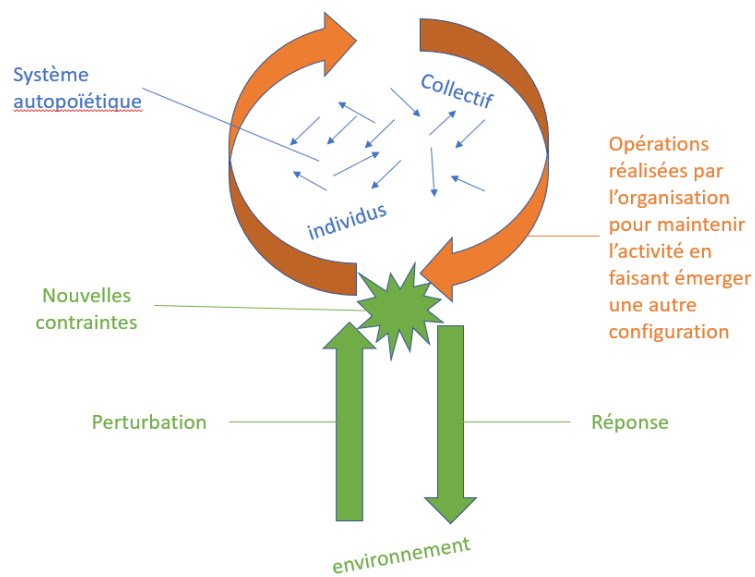 Système
autopoïétique
Collectif
individus
Opérations
réalisées par
l’organisation
pour maintenir
l’activité en
faisant émerger
une autre
configuration
Nouvelles
contraintes
Perturbation
Réponse
environnement